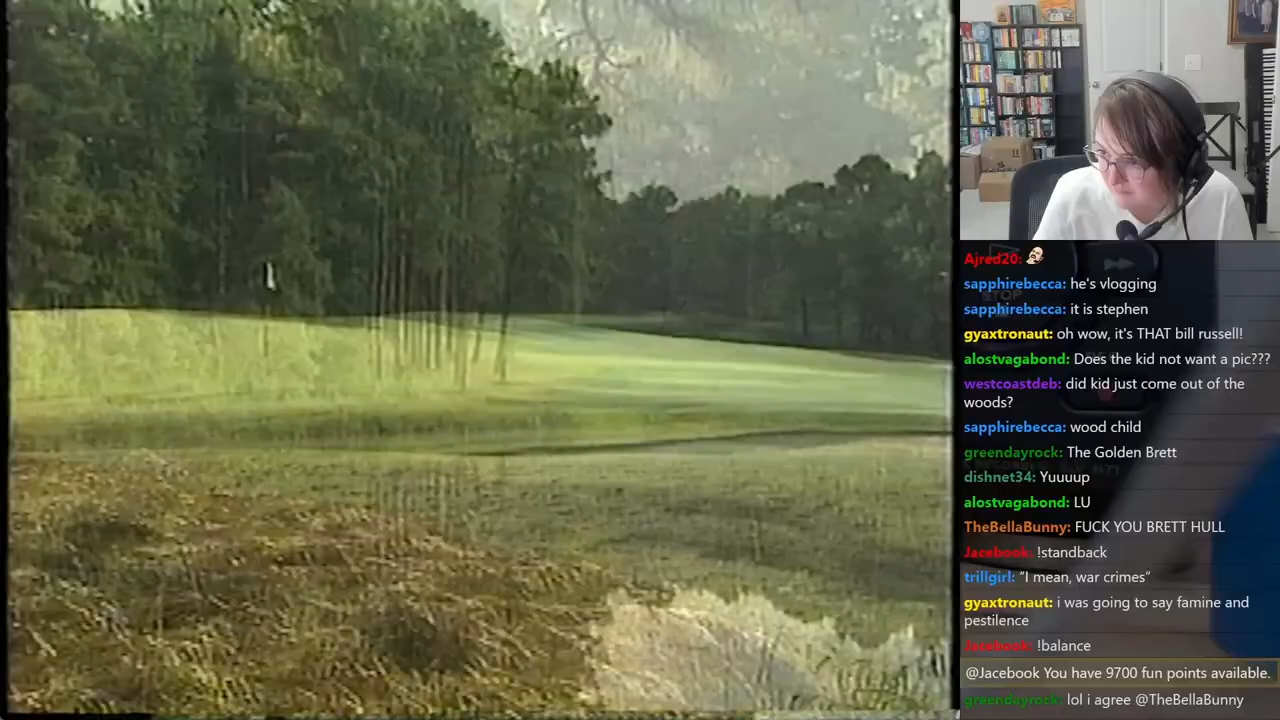 Ajred20:
sapphirebecca: he's vlogging
sapphirebecca: it is stephen
gyaxtronaut: oh wow, it's THAT bill russell!
alostvagabond: Does the kid not want a pic???
westcoastdeb: did kid just come out of the
woods?
sapphirebecca: wood child
greendayrock: The Golden Brett
dishnet34: Yuuuup
alostvagabond: LU
TheBellaBunny: FUCK YOU BRETT HULL
Jacebook: !standback
trillgirl: “I mean, war crimes”
gyaxtronaut: i was going to say famine and
pestilence
Jacebook: !balance
@Jacebook You have 9700 fun points available.
greendayrock: lol i agree @TheBellaBunny